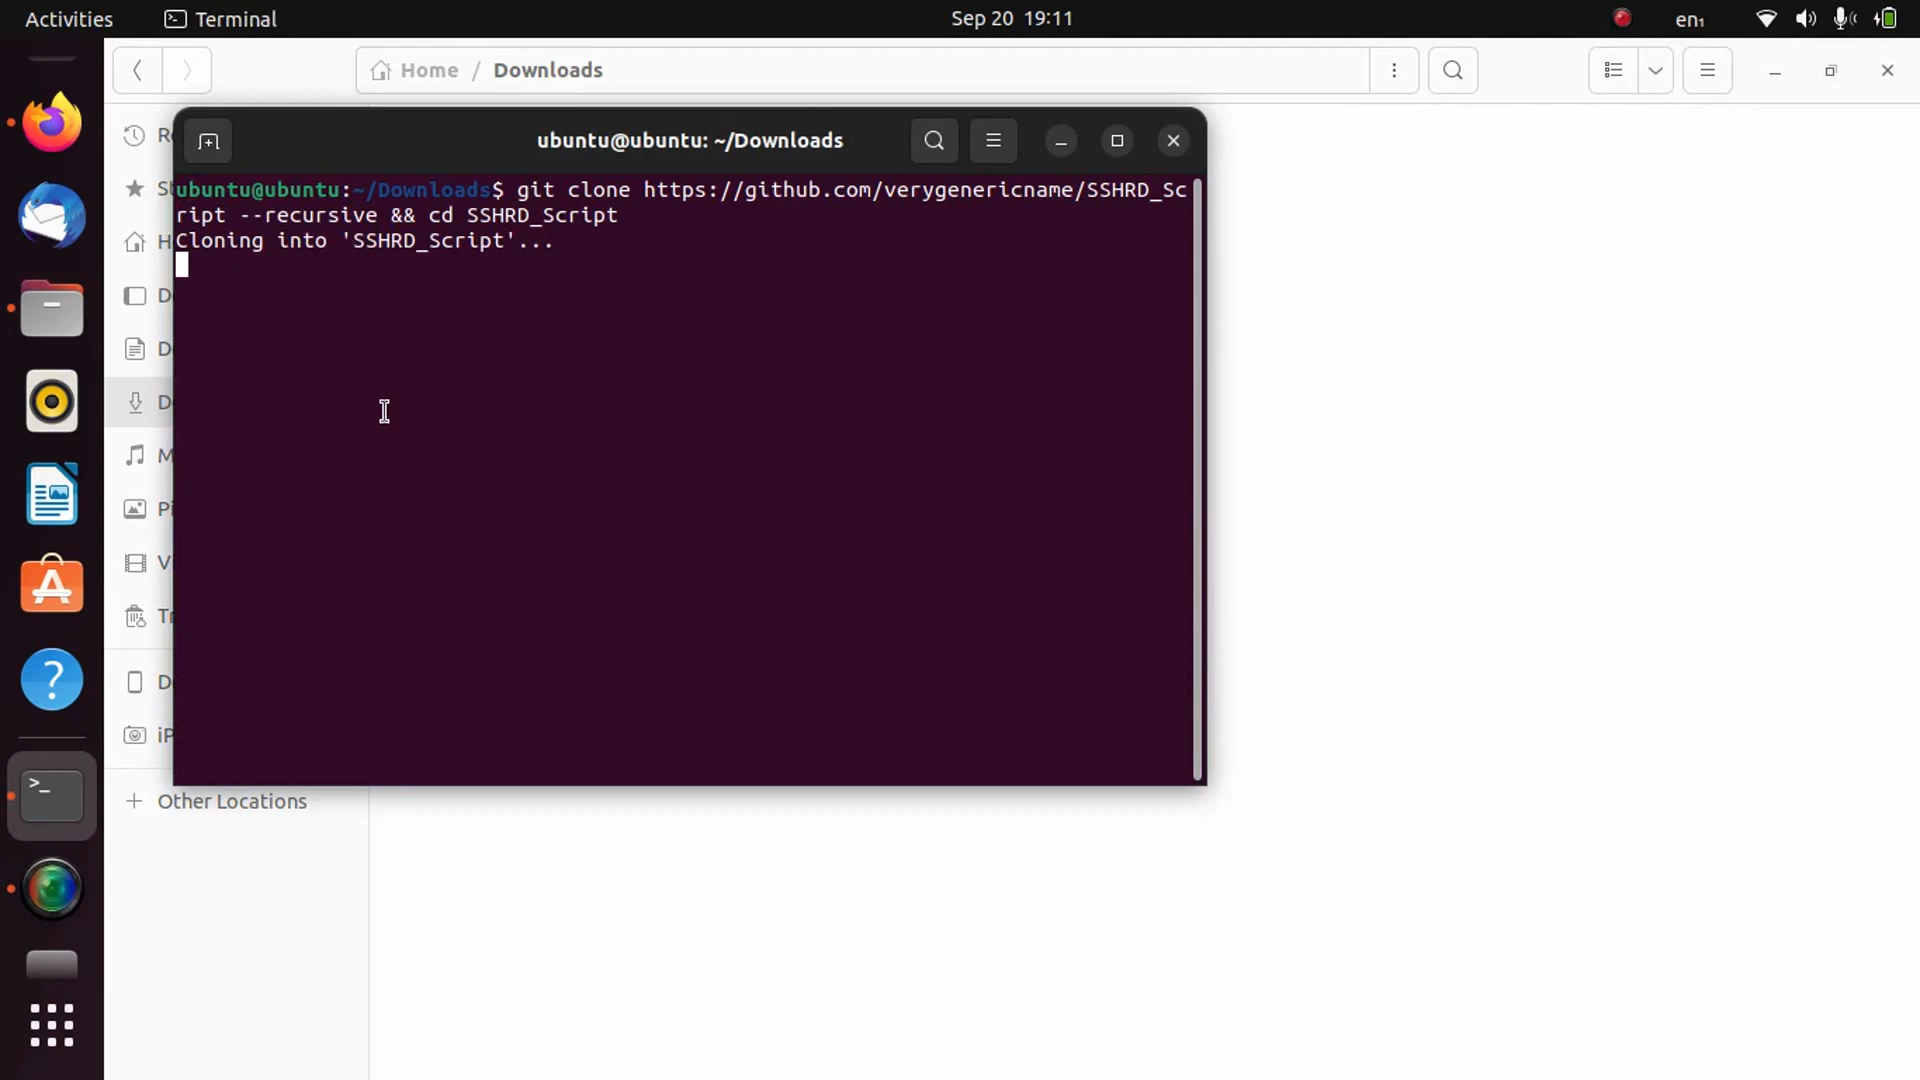 Activities
Terminal
Sep 20 19:11
en₁
Home / Downloads
ubuntu@ubuntu: ~/Downloads
ubuntu@ubuntu:~/Downloads$ git clone https://github.com/verygenericname/SSHRD_Sc
ript --recursive && cd SSHRD_Script
Cloning into 'SSHRD_Script'...
Other Locations